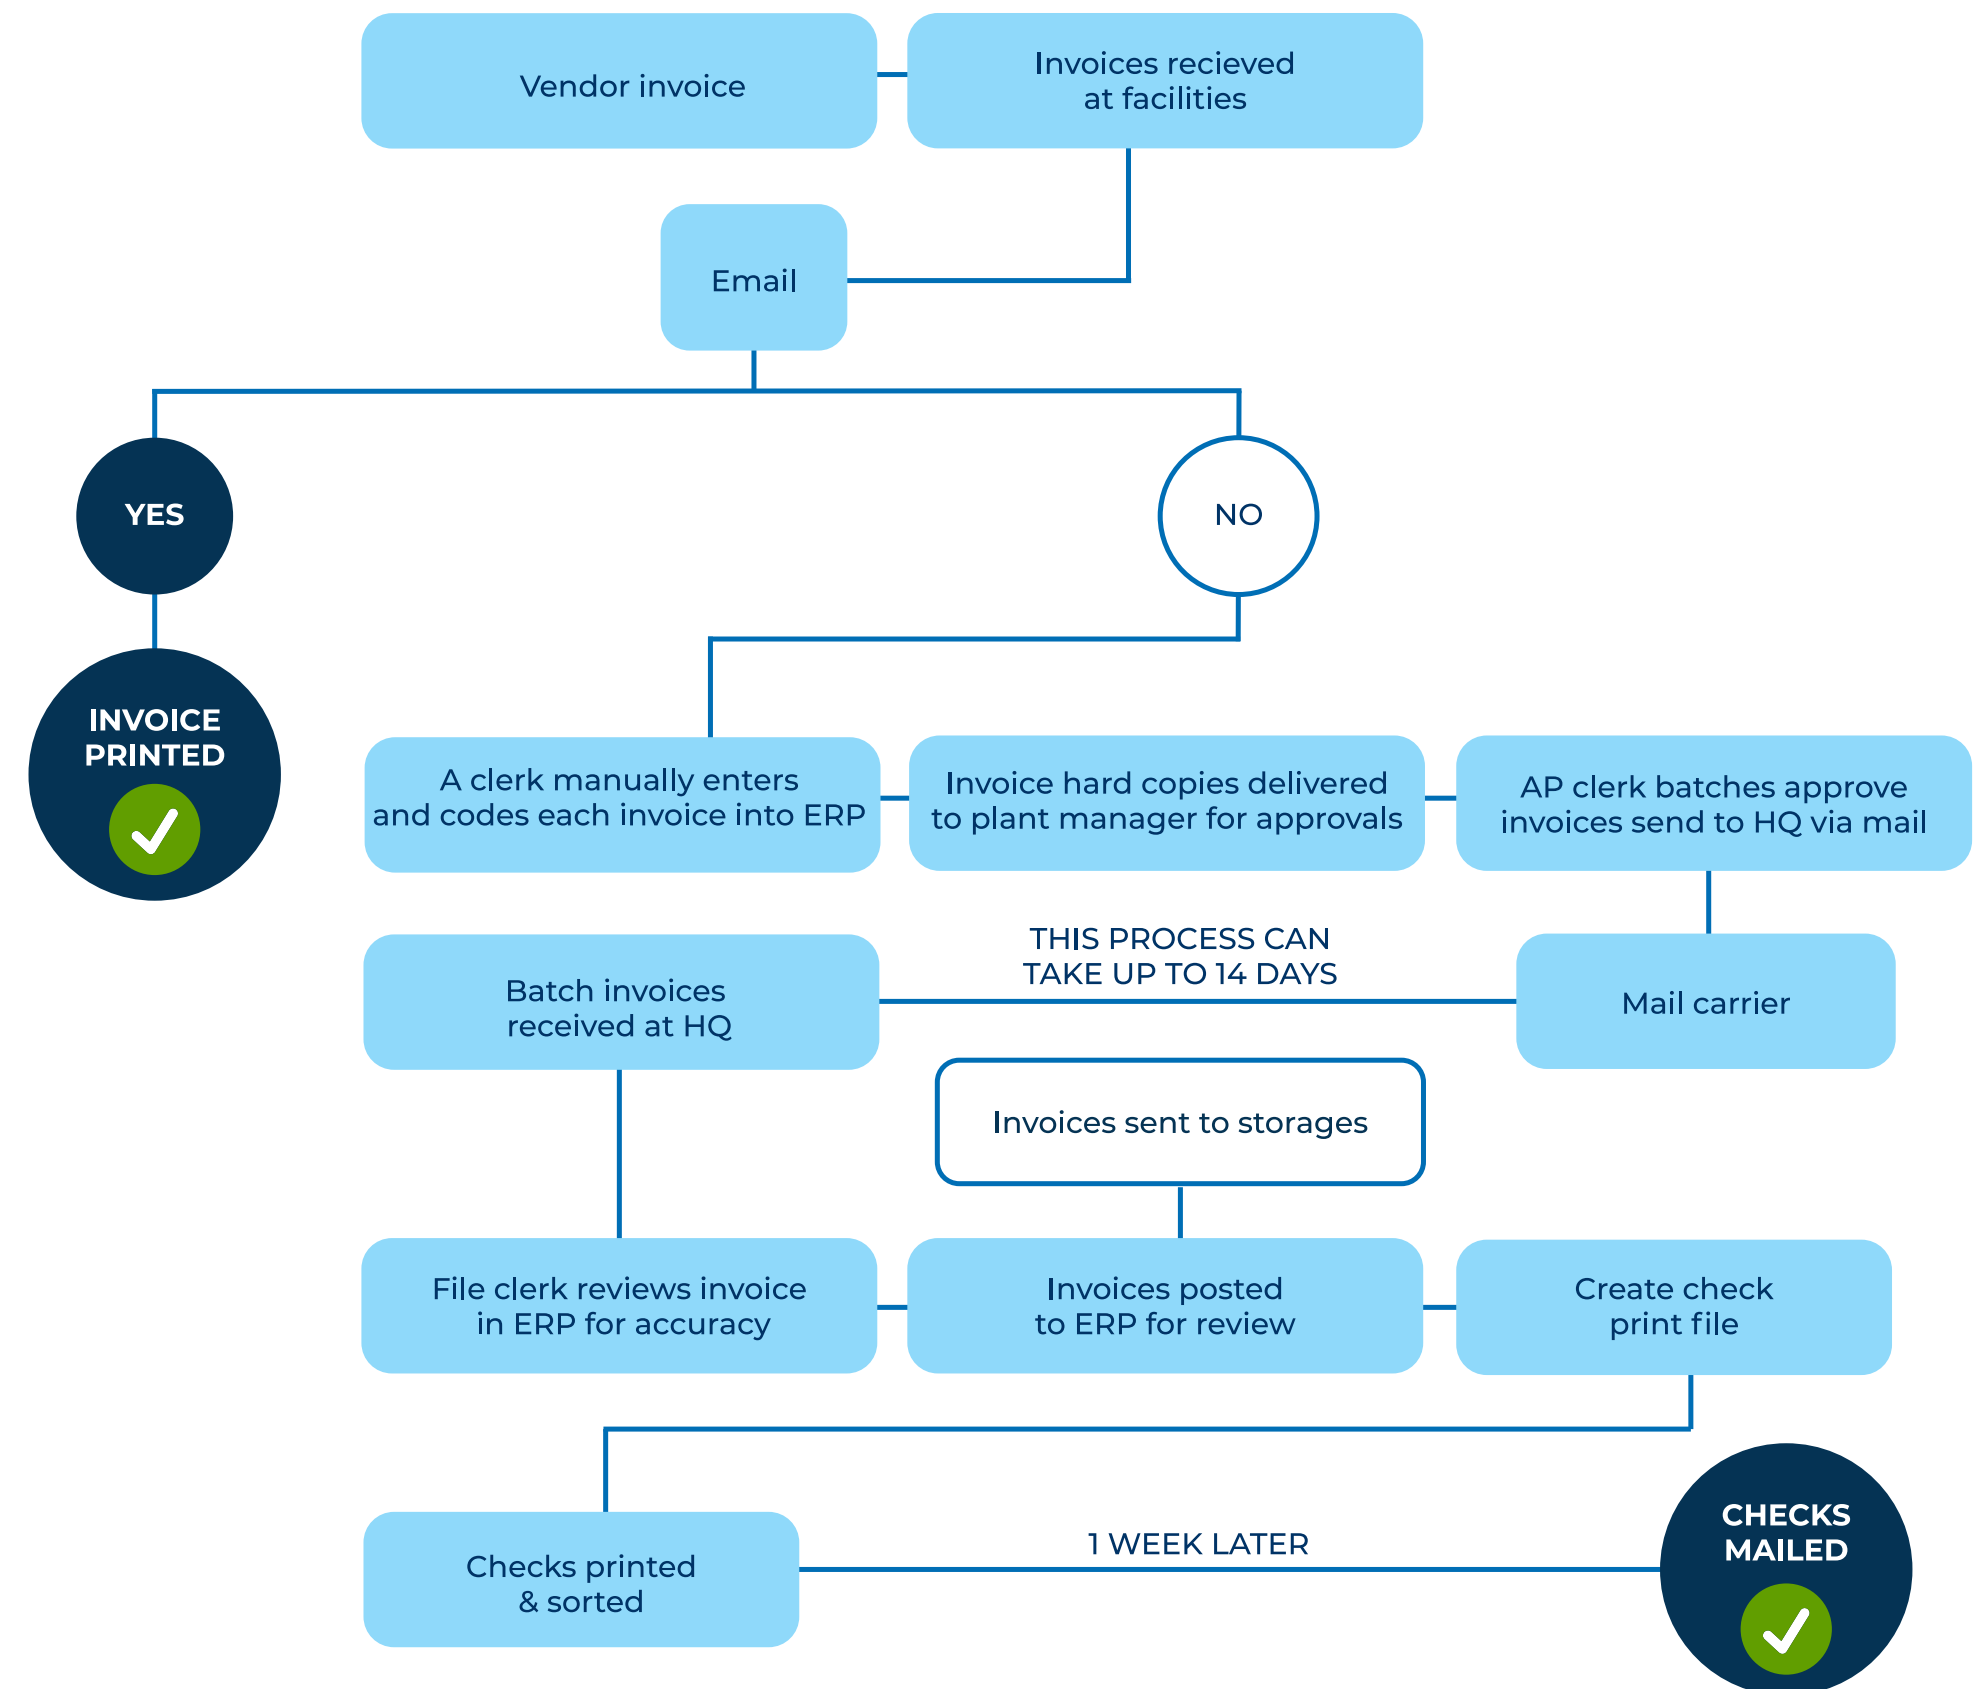 Vendor invoice
Invoices recieved
at facilities
Email
YES
NO
INVOICE
PRINTED
A clerk manually enters
and codes each invoice into ERP
Invoice hard copies delivered
to plant manager for approvals
AP clerk batches approve
invoices send to HQ via mail
THIS PROCESS CAN
TAKE UP TO 14 DAYS
Batch invoices
received at HQ
Mail carrier
Invoices sent to storages
File clerk reviews invoice
in ERP for accuracy
Invoices posted
to ERP for review
Create check
print file
Checks printed
& sorted
1 WEEK LATER
CHECKS
MAILED